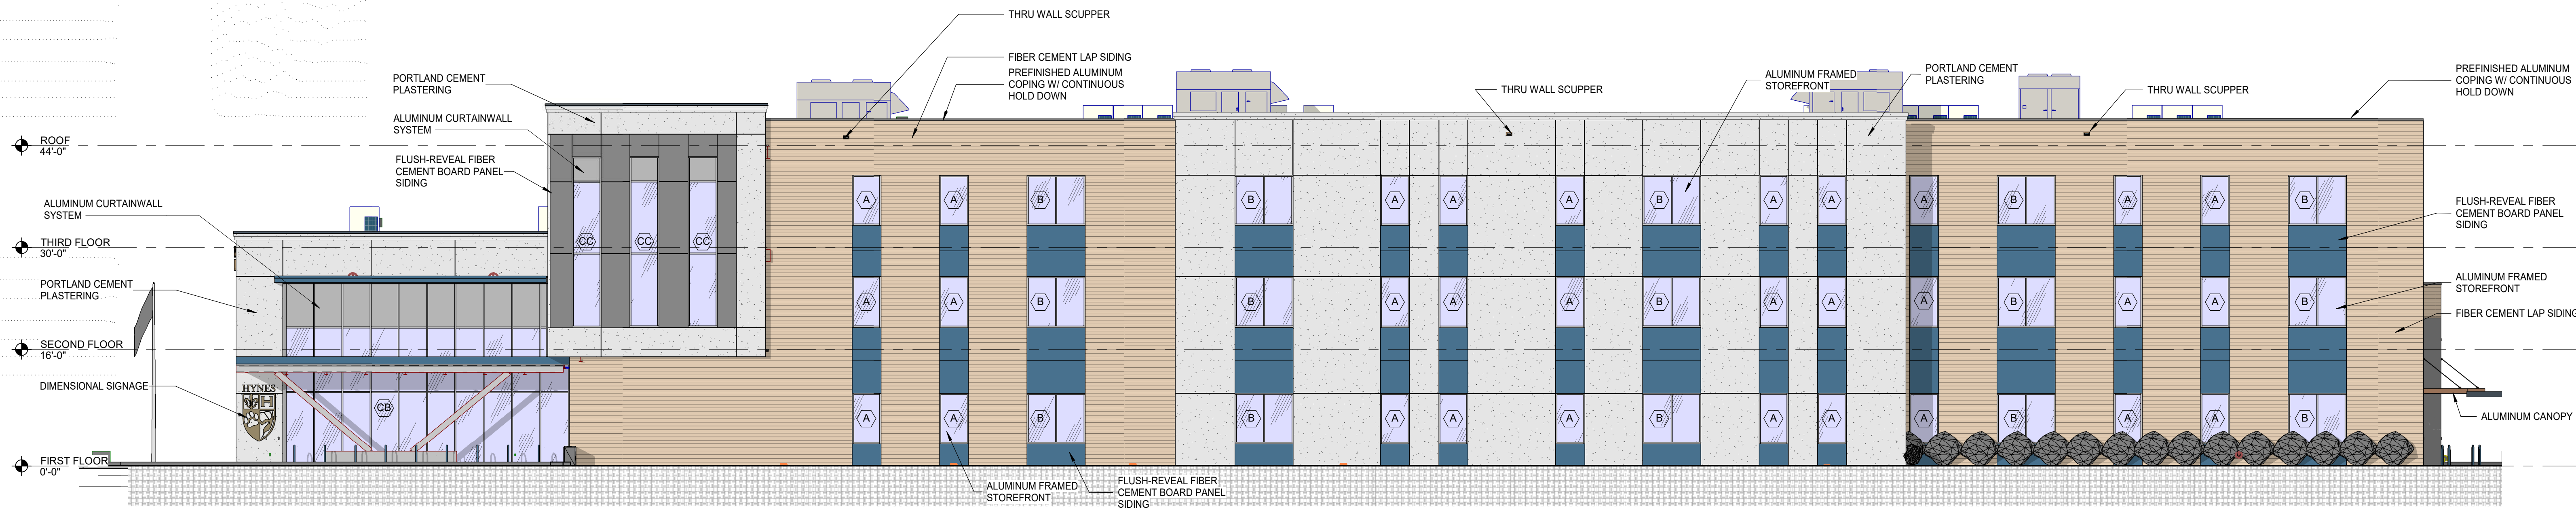 THRU WALL SCUPPER
FIBER CEMENT LAP SIDING
PREFINISHED ALUMINUM
COPING W/ CONTINUOUS
HOLD DOWN
PORTLAND CEMENT
PLASTERING
ALUMINUM CURTAINWALL
SYSTEM
FLUSH-REVEAL FIBER
CEMENT BOARD PANEL
SIDING
ALUMINUM CURTAINWALL
SYSTEM
PORTLAND CEMENT
PLASTERING
DIMENSIONAL SIGNAGE
ROOF
44'-0"
THIRD FLOOR
30'-0"
SECOND FLOOR
16'-0"
FIRST FLOOR
0'-0"
HYNES
H
CB
CC CC CC
THRU WALL SCUPPER
ALUMINUM FRAMED
STOREFRONT
PORTLAND CEMENT
PLASTERING
THRU WALL SCUPPER
PREFINISHED ALUMINUM
COPING W/ CONTINUOUS
HOLD DOWN
A A B B A A A B A A A B A A B
A A B B A A A B A A A B A A B
A A B B A A A B A A A B A A B
FLUSH-REVEAL FIBER
CEMENT BOARD PANEL
SIDING
ALUMINUM FRAMED
STOREFRONT
FIBER CEMENT LAP SIDING
ALUMINUM CANOPY
ALUMINUM FRAMED
STOREFRONT
FLUSH-REVEAL FIBER
CEMENT BOARD PANEL
SIDING